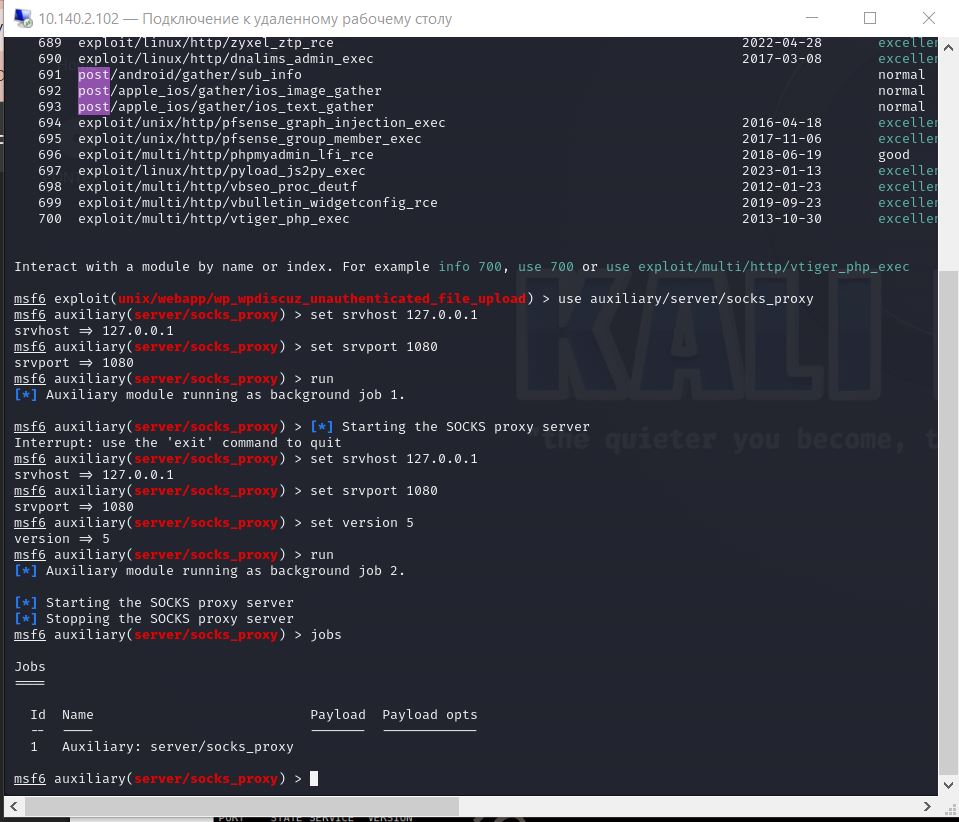 10.140.2.102 — Подключение к удаленному рабочему столу
689 exploit/linux/http/zyxel_ztp_rce 2022-04-28 excellen
690 exploit/linux/http/dnalims_admin_exec 2017-03-08 excellen
691 post/android/gather/sub_info normal
692 post/apple_ios/gather/ios_image_gather normal
693 post/apple_ios/gather/ios_text_gather normal
694 exploit/unix/http/pfsense_graph_injection_exec 2016-04-18 excellen
695 exploit/unix/http/pfsense_group_member_exec 2017-11-06 excellen
696 exploit/multi/http/phpmyadmin_lfi_rce 2018-06-19 good
697 exploit/linux/http/pyload_js2py_exec 2023-01-13 excellen
698 exploit/multi/http/vbseo_proc_deutf 2012-01-23 excellen
699 exploit/multi/http/vbulletin_widgetconfig_rce 2019-09-23 excellen
700 exploit/multi/http/vtiger_php_exec 2013-10-30 excellen
Interact with a module by name or index. For example info 700, use 700 or use exploit/multi/http/vtiger_php_exec
msf6 exploit(unix/webapp/wp_wpdiscuz_unauthenticated_file_upload) > use auxiliary/server/socks_proxy
msf6 auxiliary(server/socks_proxy) > set srvhost 127.0.0.1
srvhost => 127.0.0.1
msf6 auxiliary(server/socks_proxy) > set srvport 1080
srvport => 1080
msf6 auxiliary(server/socks_proxy) > run
[*] Auxiliary module running as background job 1.
msf6 auxiliary(server/socks_proxy) > [*] Starting the SOCKS proxy server
Interrupt: use the 'exit' command to quit
msf6 auxiliary(server/socks_proxy) > set srvhost 127.0.0.1
srvhost => 127.0.0.1
msf6 auxiliary(server/socks_proxy) > set srvport 1080
srvport => 1080
msf6 auxiliary(server/socks_proxy) > set version 5
version => 5
msf6 auxiliary(server/socks_proxy) > run
[*] Auxiliary module running as background job 2.
[*] Starting the SOCKS proxy server
[*] Stopping the SOCKS proxy server
msf6 auxiliary(server/socks_proxy) > jobs
Jobs
====
Id Name Payload Payload opts
-- ---- ------- ------------
1 Auxiliary: server/socks_proxy
msf6 auxiliary(server/socks_proxy) >
KALI
"the quieter you become, t
PORT STATE SERVICE VERSION